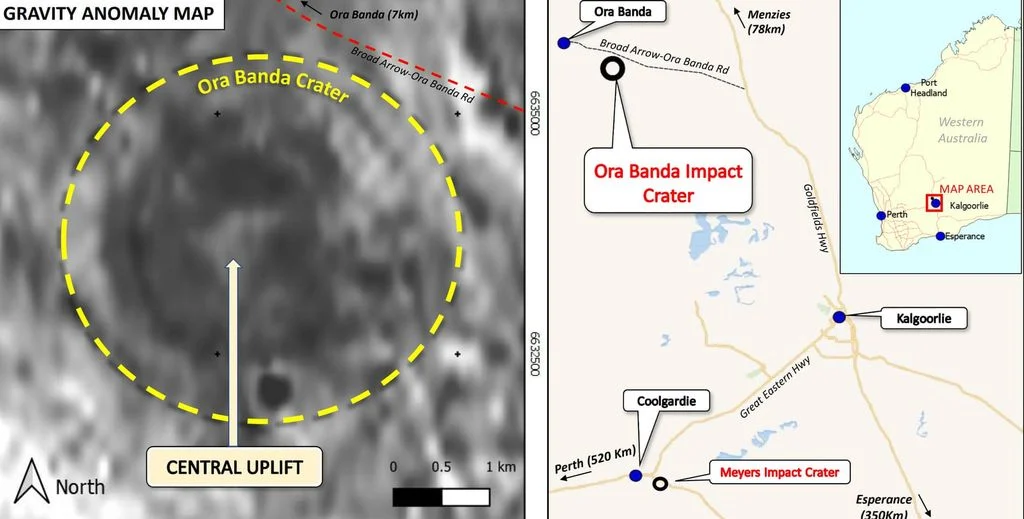 GRAVITY ANOMALY MAP
Ora Banda (7km)
Broad Arrow-Ora Banda Rd
Ora Banda Crater
6635000
6632500
CENTRAL UPLIFT
North
0 0.5 1 km
Ora Banda
Menzies
(78km)
Broad Arrow-Ora Banda Rd
Ora Banda Impact
Crater
Goldfields Hwy
Kalgoorlie
Great Eastern Hwy
Coolgardie
Perth (520 Km)
Meyers Impact Crater
Esperance
(350Km)
Port
Headland
Western
Australia
MAP AREA
Kalgoorlie
Perth
Esperance